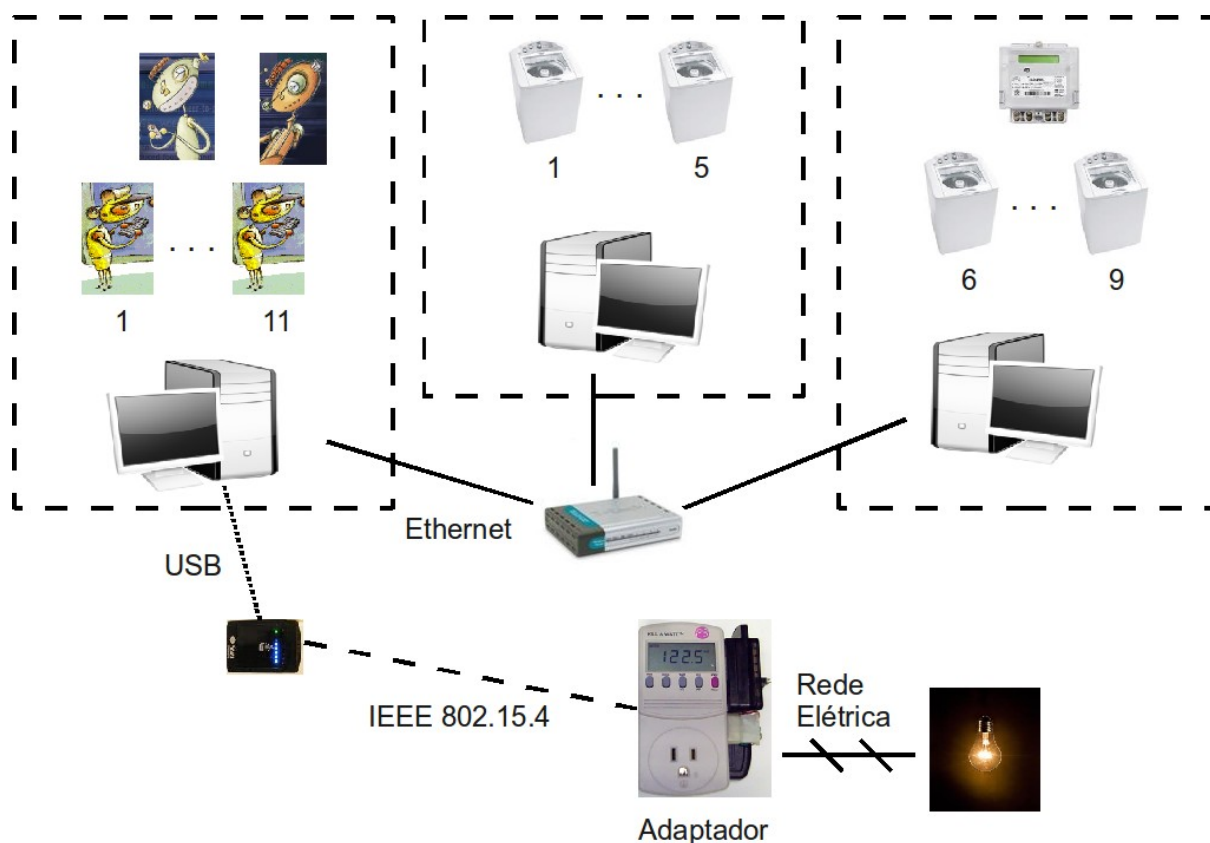 1
. . .
5
6
. . .
9
1
. . .
11
Ethernet
USB
IEEE 802.15.4
122.5
Rede
Elétrica
Adaptador